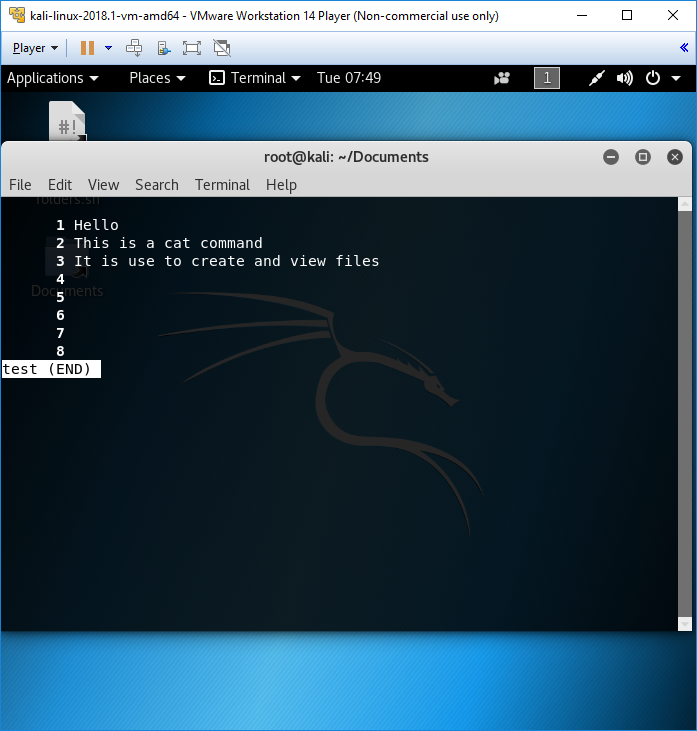 kali-linux-2018.1-vm-amd64 - VMware Workstation 14 Player (Non-commercial use only)
Player
Applications Places Terminal Tue 07:49 1
#!
root@kali: ~/Documents
File Edit View Search Terminal Help
folders.sh
1 Hello
2 This is a cat command
3 It is use to create and view files
4
Documents
5
6
7
8
test (END)